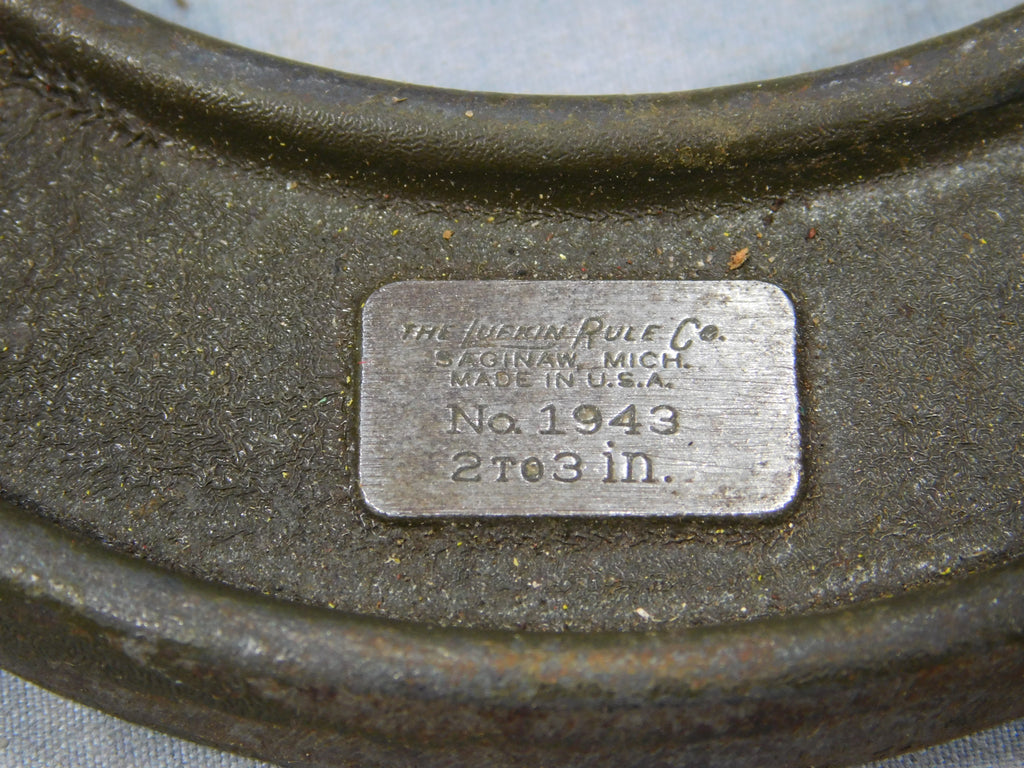 THE LUFKIN RULE Co.
SAGINAW, MICH.
MADE IN U.S.A.
No. 1943
2 TO 3 in.